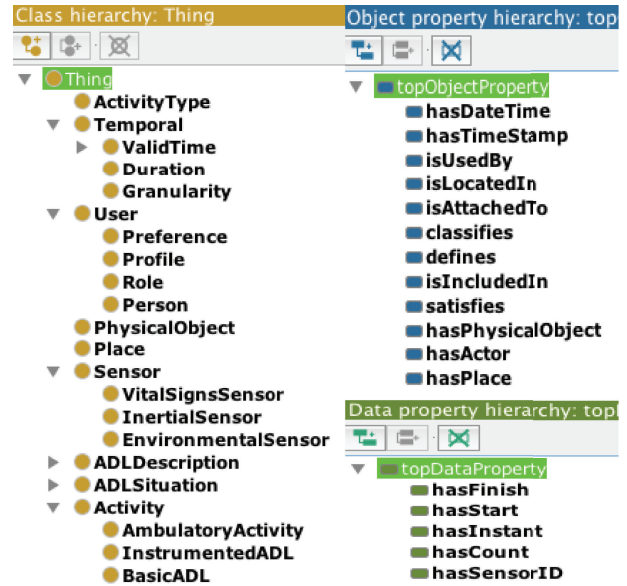 Class hierarchy: Thing
Thing
ActivityType
Temporal
ValidTime
Duration
Granularity
User
Preference
Profile
Role
Person
PhysicalObject
Place
Sensor
VitalSignsSensor
InertialSensor
EnvironmentalSensor
ADLDescription
ADLSituation
Activity
AmbulatoryActivity
InstrumentedADL
BasicADL
Object property hierarchy: top
topObjectProperty
hasDateTime
hasTimeStamp
isUsedBy
isLocatedIn
isAttachedTo
classifies
defines
isIncludedIn
satisfies
hasPhysicalObject
hasActor
hasPlace
Data property hierarchy: top
topDataProperty
hasFinish
hasStart
hasInstant
hasCount
hasSensorID